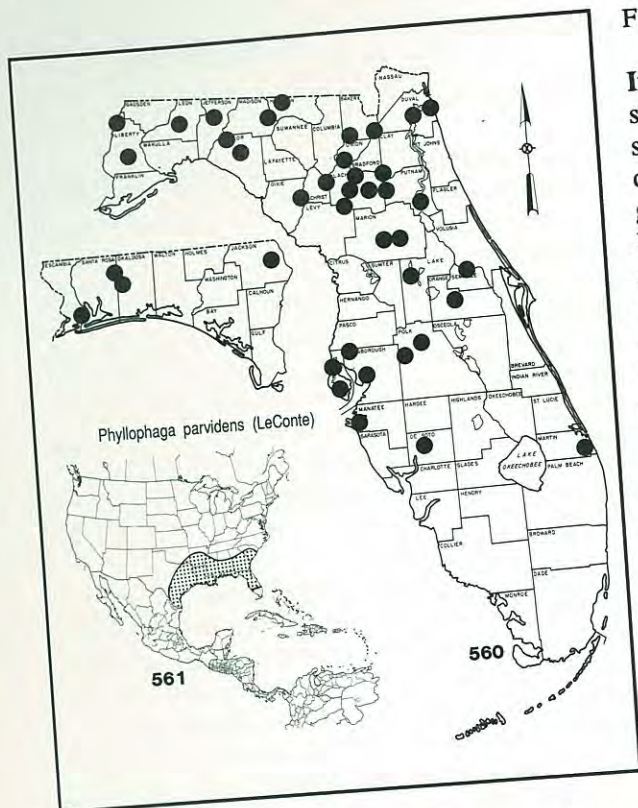 F
I
NASSAU
GADSDEN
LEON
JEFFERSON
MADISON
BAKER
DUVAL
LIBERTY
WAKULLA
SUWANNEE
COLUMBIA
CLAY
JOHNS
FRANKLIN
LAFAYETTE
BRADFORD
DIXIE
PUTNAM
FLAGLER
LEVY
MARION
VOLUSIA
ESCAMBIA
SANTA ROSA
OKALOOSA
WALTON
HOLMES
JACKSON
WASHINGTON
CITRUS
SUMTER
LAKE
ORANGE
BAY
CALHOUN
HERNANDO
GULF
PASCO
POLK
OSCEOLA
BREVARD
INDIAN RIVER
MANATEE
HARDEE
HIGHLANDS
OKEECHOBEE
ST LUCIE
Phyllophaga parvidens (LeConte)
SARASOTA
DE SOTO
MARTIN
CHARLOTTE
GLADES
LAKE
OKEECHOBEE
PALM BEACH
LEE
HENDRY
COLLIER
BROWARD
MONROE
DADE
561
560